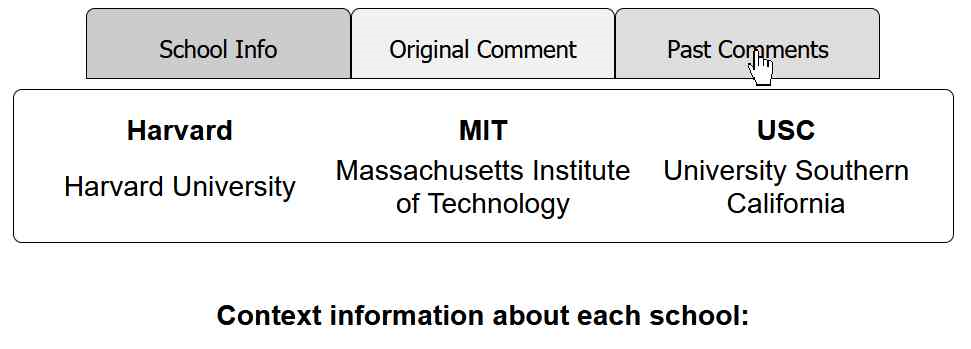 School Info
Original Comment
Past Comments
Harvard
MIT
USC
Harvard University
Massachusetts Institute
of Technology
University Southern
California
Context information about each school: